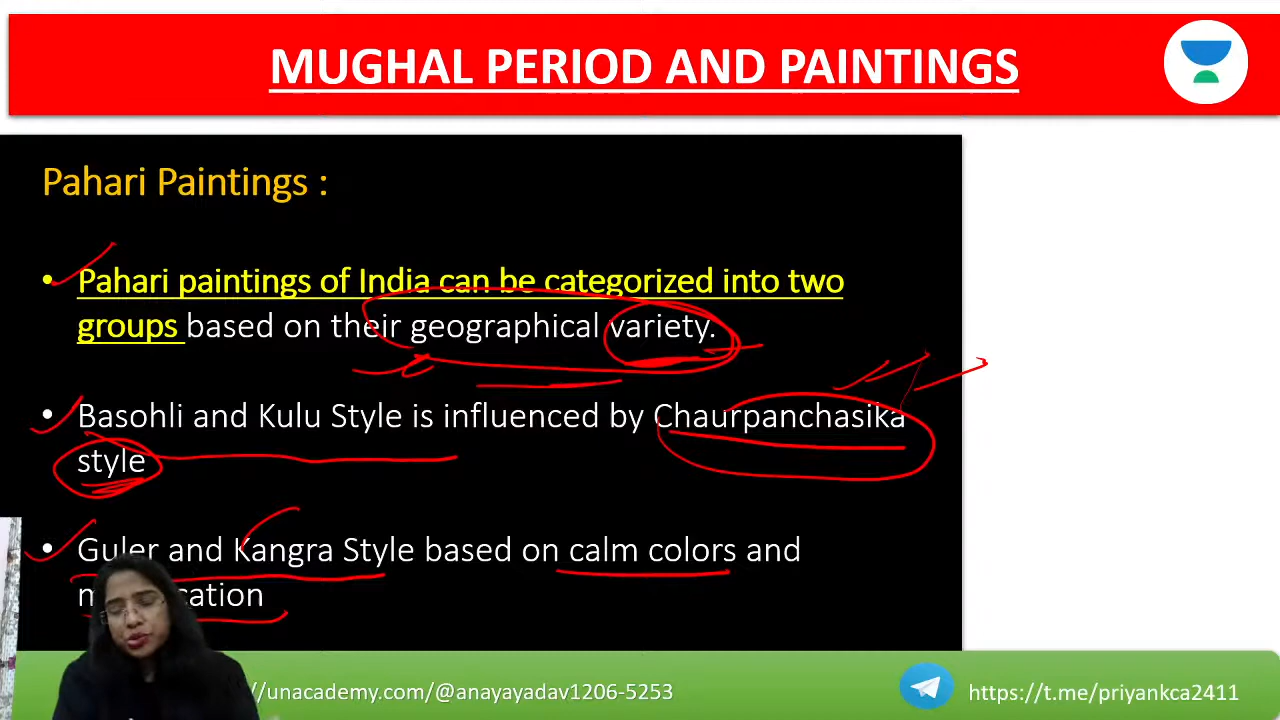 MUGHAL PERIOD AND PAINTINGS
Pahari Paintings :
• Pahari paintings of India can be categorized into two
groups based on their geographical variety.
• Basohli and Kulu Style is influenced by Chaurpanchasika
style
• Guler and Kangra Style based on calm colors and
//unacademy.com/@anayayadav1206-5253
https://t.me/priyankca2411